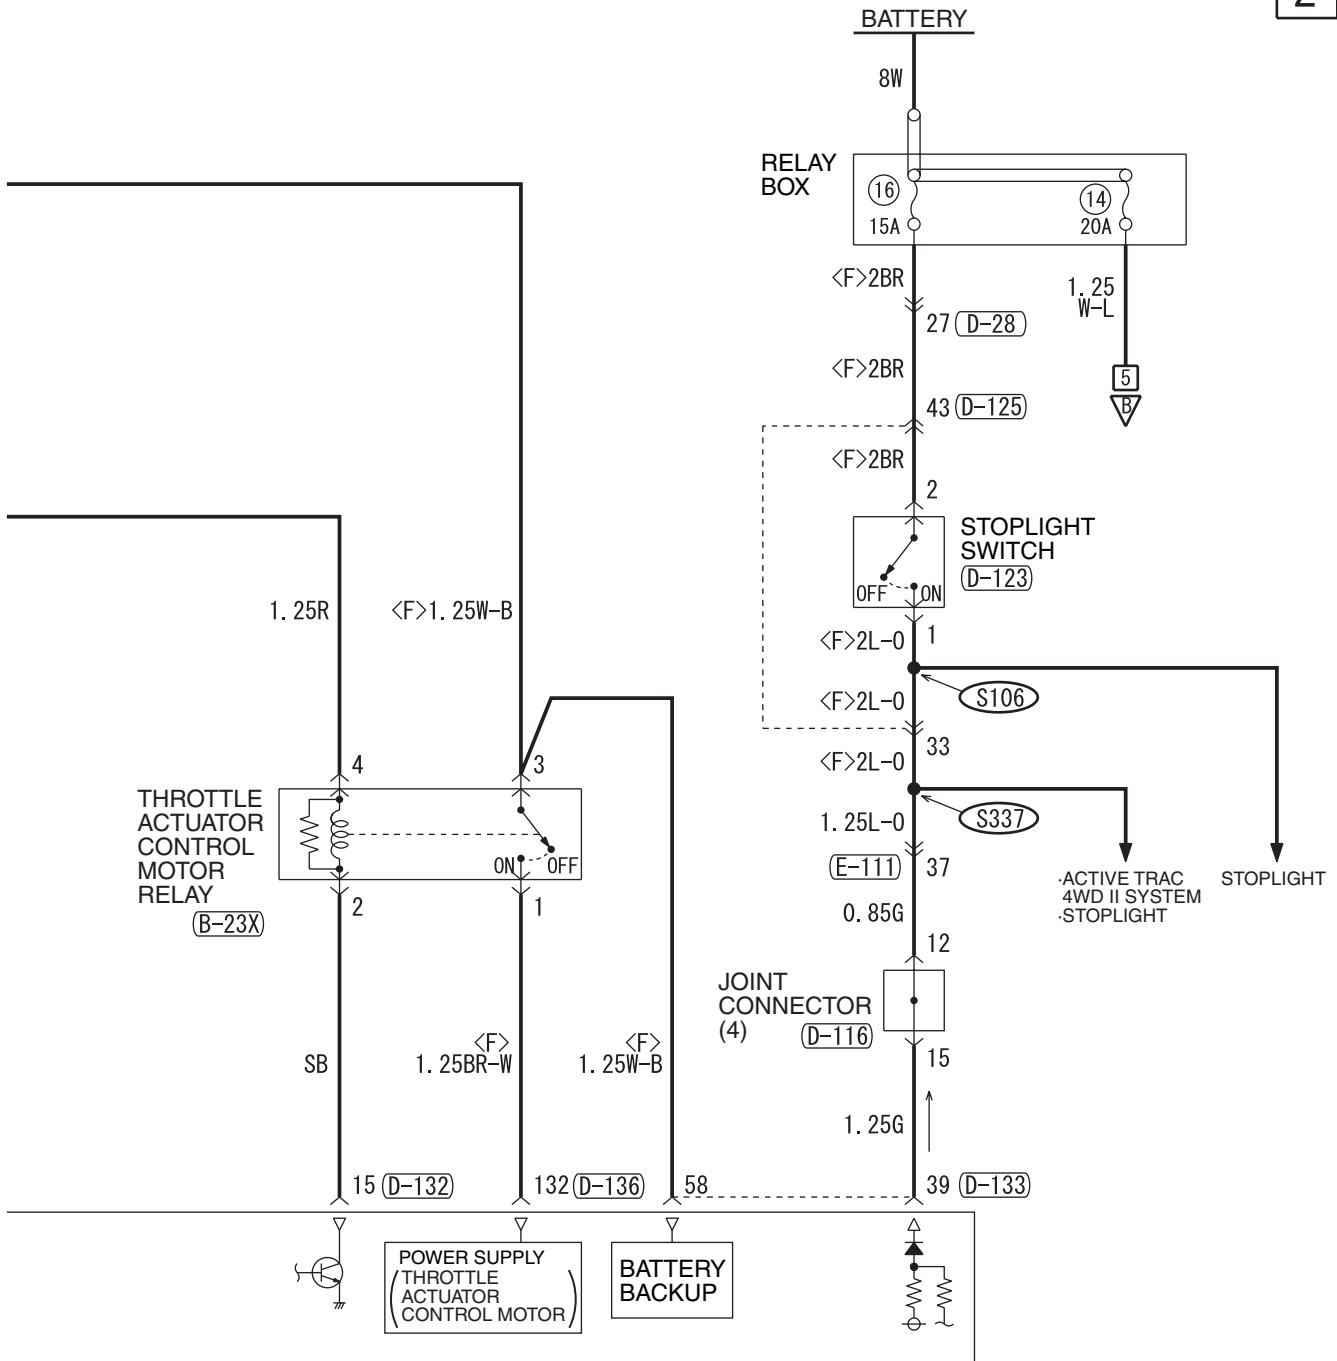 2
BATTERY
8W
RELAY
BOX
16
15A
14
20A
<F>2BR
1.25
W-L
27 D-28
<F>2BR
5
B
43 D-125
<F>2BR
2
STOPLIGHT
SWITCH
D-123
OFF ON
1.25R
<F>1.25W-B
<F>2L-O
1
<F>2L-O
S106
33
<F>2L-O
4
3
THROTTLE
ACTUATOR
CONTROL
MOTOR
RELAY
B-23X
ON OFF
2
1
1.25L-O
S337
E-111 37
·ACTIVE TRAC
4WD II SYSTEM
·STOPLIGHT
STOPLIGHT
0.85G
12
JOINT
CONNECTOR
(4)
D-116
15
SB
<F>
1.25BR-W
<F>
1.25W-B
1.25G
15 D-132
132 D-136
58
39 D-133
POWER SUPPLY
(THROTTLE
ACTUATOR
CONTROL MOTOR)
BATTERY
BACKUP